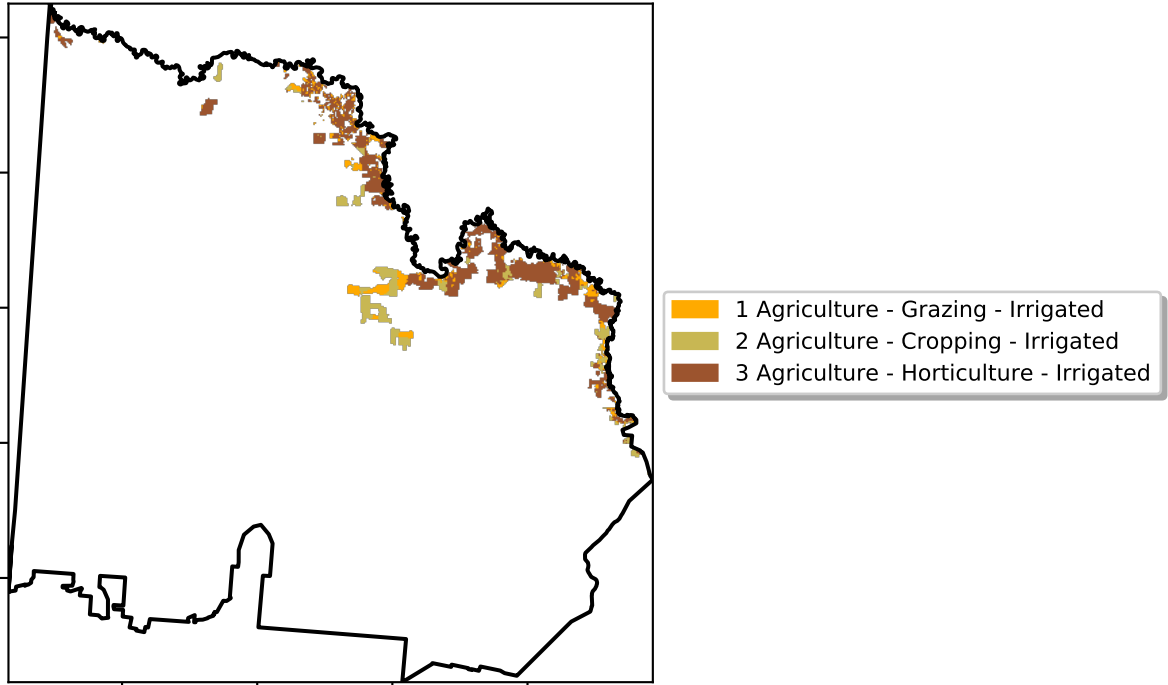 1 Agriculture - Grazing - Irrigated
2 Agriculture - Cropping - Irrigated
3 Agriculture - Horticulture - Irrigated